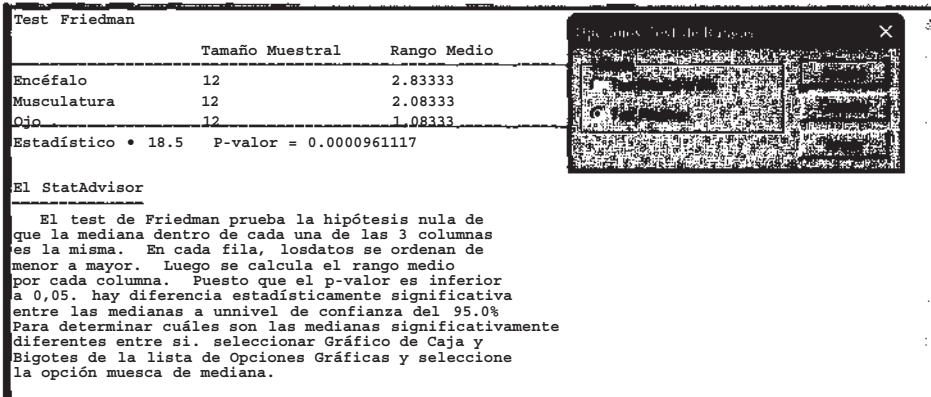 Test Friedman
Tamaño Muestral Rango Medio
Encéfalo 12 2.83333
Musculatura 12 2.08333
Ojo 12 1.08333
Estadístico • 18.5 P-valor = 0.0000961117
El StatAdvisor
El test de Friedman prueba la hipótesis nula de
que la mediana dentro de cada una de las 3 columnas
es la misma. En cada fila, losdatos se ordenan de
menor a mayor. Luego se calcula el rango medio
por cada columna. Puesto que el p-valor es inferior
a 0,05. hay diferencia estadísticamente significativa
entre las medianas a unnivel de confianza del 95.0%
Para determinar cuáles son las medianas significativamente
diferentes entre si. seleccionar Gráfico de Caja y
Bigotes de la lista de Opciones Gráficas y seleccione
la opción muesca de mediana.
Opciones Test de Rangos